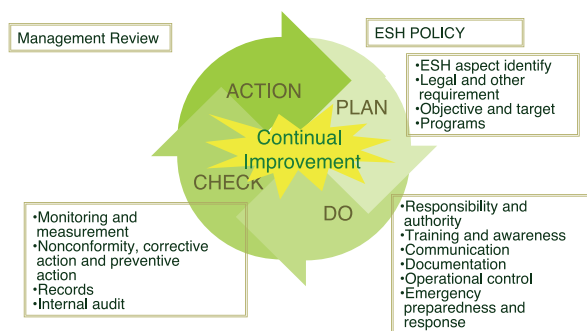 Management Review
ESH POLICY
•ESH aspect identify
•Legal and other
requirement
•Objective and target
•Programs
ACTION
PLAN
Continual
Improvement
CHECK
DO
•Monitoring and
measurement
•Nonconformity, corrective
action and preventive
action
•Records
•Internal audit
•Responsibility and
authority
•Training and awareness
•Communication
•Documentation
•Operational control
•Emergency
preparedness and
response